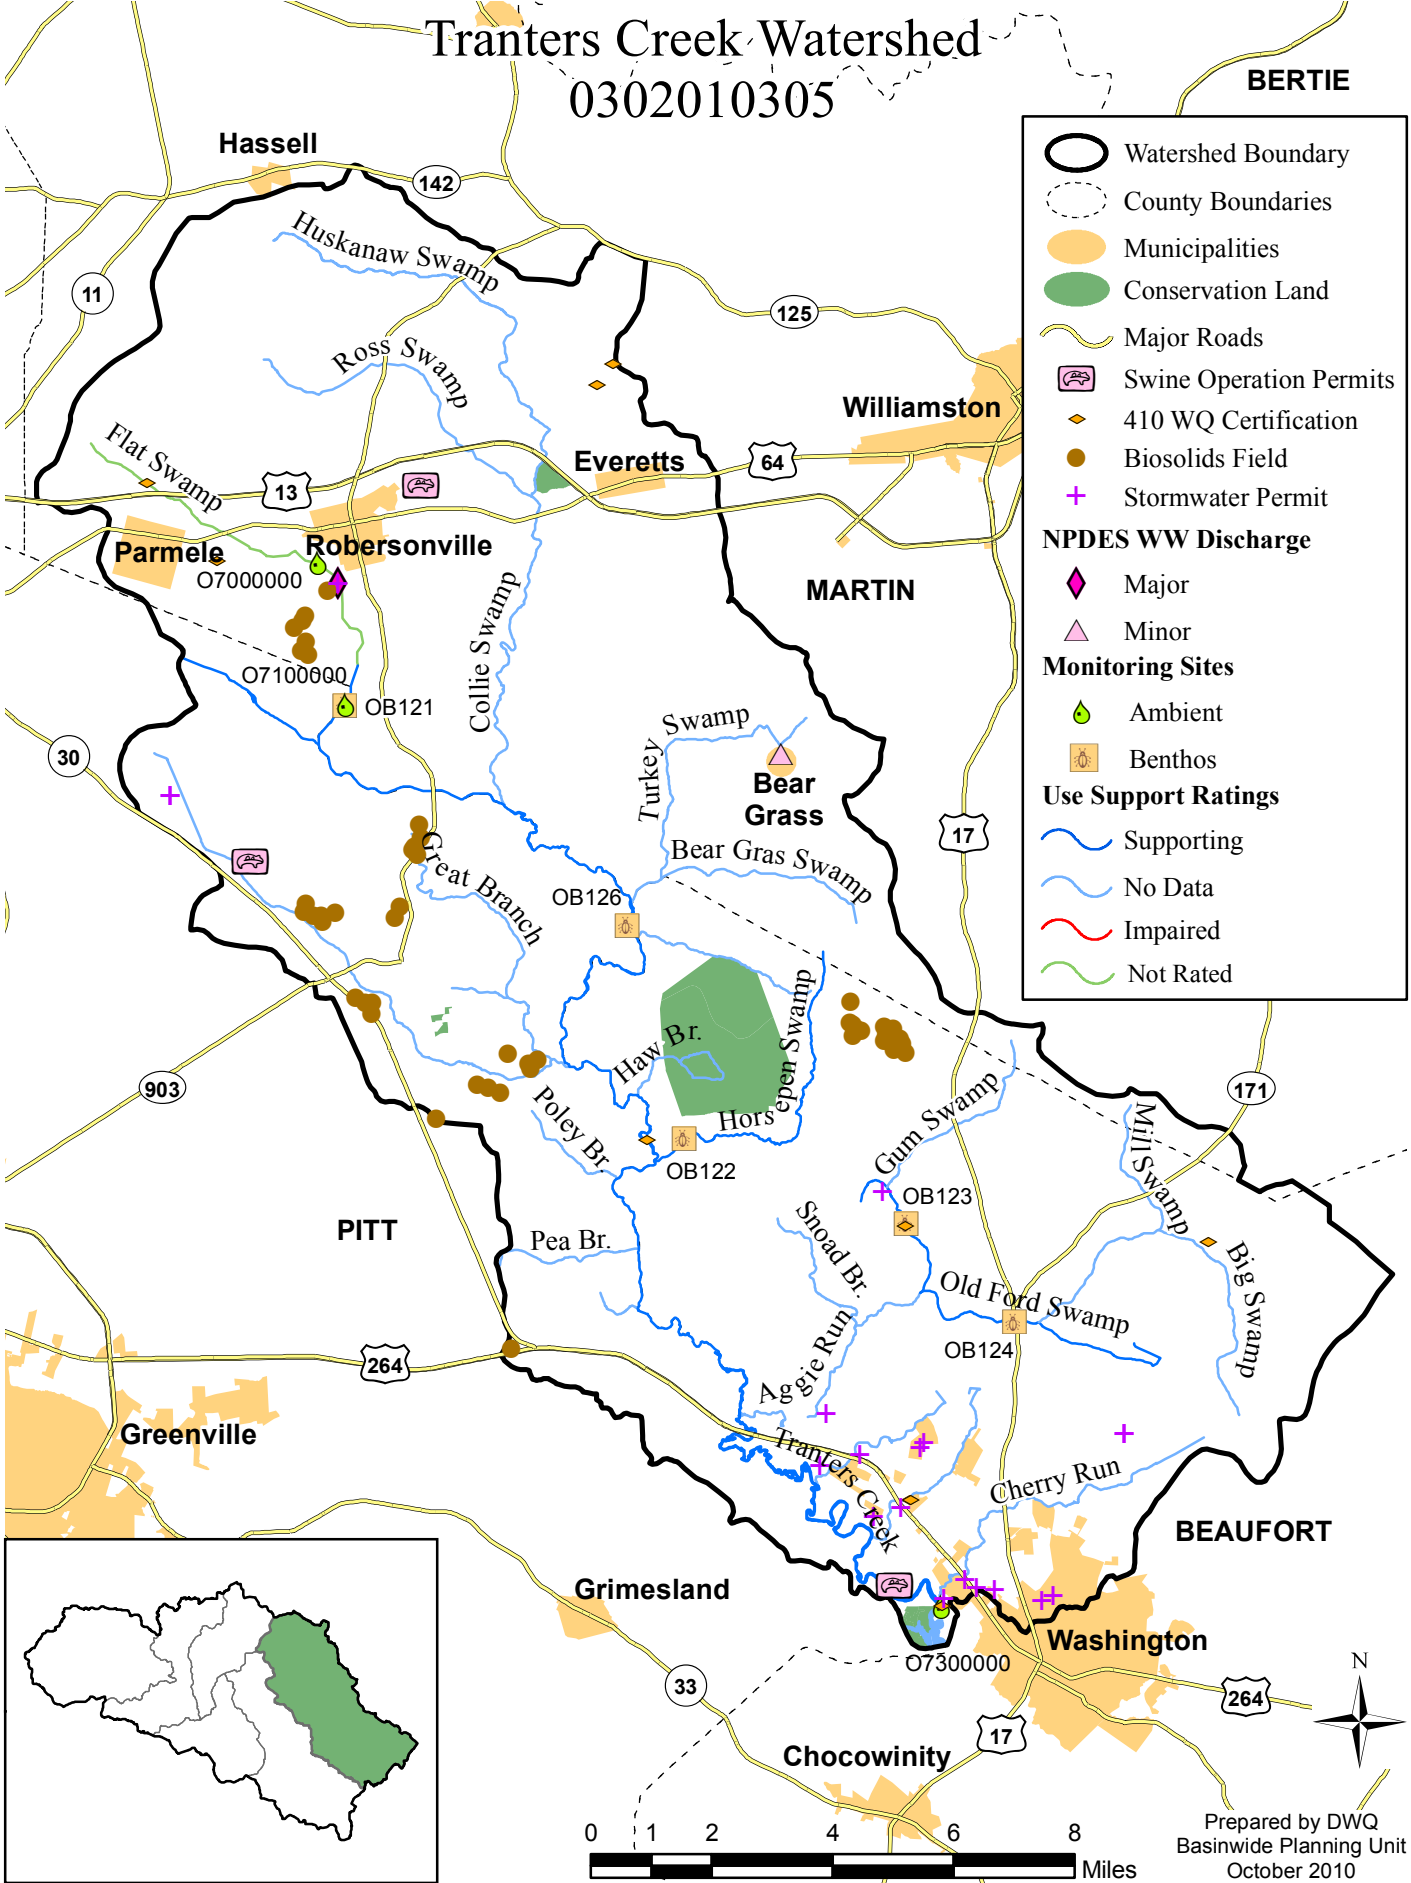 Tranters Creek Watershed
0302010305
BERTIE
Watershed Boundary
County Boundaries
Municipalities
Conservation Land
Major Roads
Swine Operation Permits
410 WQ Certification
Biosolids Field
Stormwater Permit
NPDES WW Discharge
Major
Minor
Monitoring Sites
Ambient
Benthos
Use Support Ratings
Supporting
No Data
Impaired
Not Rated
Hassell
142
Huskanaw Swamp
11
125
Ross Swamp
Williamston
Flat Swamp
Everetts
64
13
Parmele
Robersonville
O7000000
MARTIN
Collie Swamp
O7100000
OB121
30
Turkey Swamp
Bear
Grass
17
Great Branch
Bear Gras Swamp
OB126
Haw Br.
Horsepen Swamp
903
Poley Br.
OB122
Gum Swamp
171
Mill Swamp
OB123
PITT
Pea Br.
Snoad Br.
Big Swamp
Old Ford Swamp
OB124
264
Aggie Run
Greenville
Tranters Creek
Cherry Run
BEAUFORT
Grimesland
Washington
O7300000
33
264
17
N
Chocowinity
0 1 2 4 6 8
Miles
Prepared by DWQ
Basinwide Planning Unit
October 2010